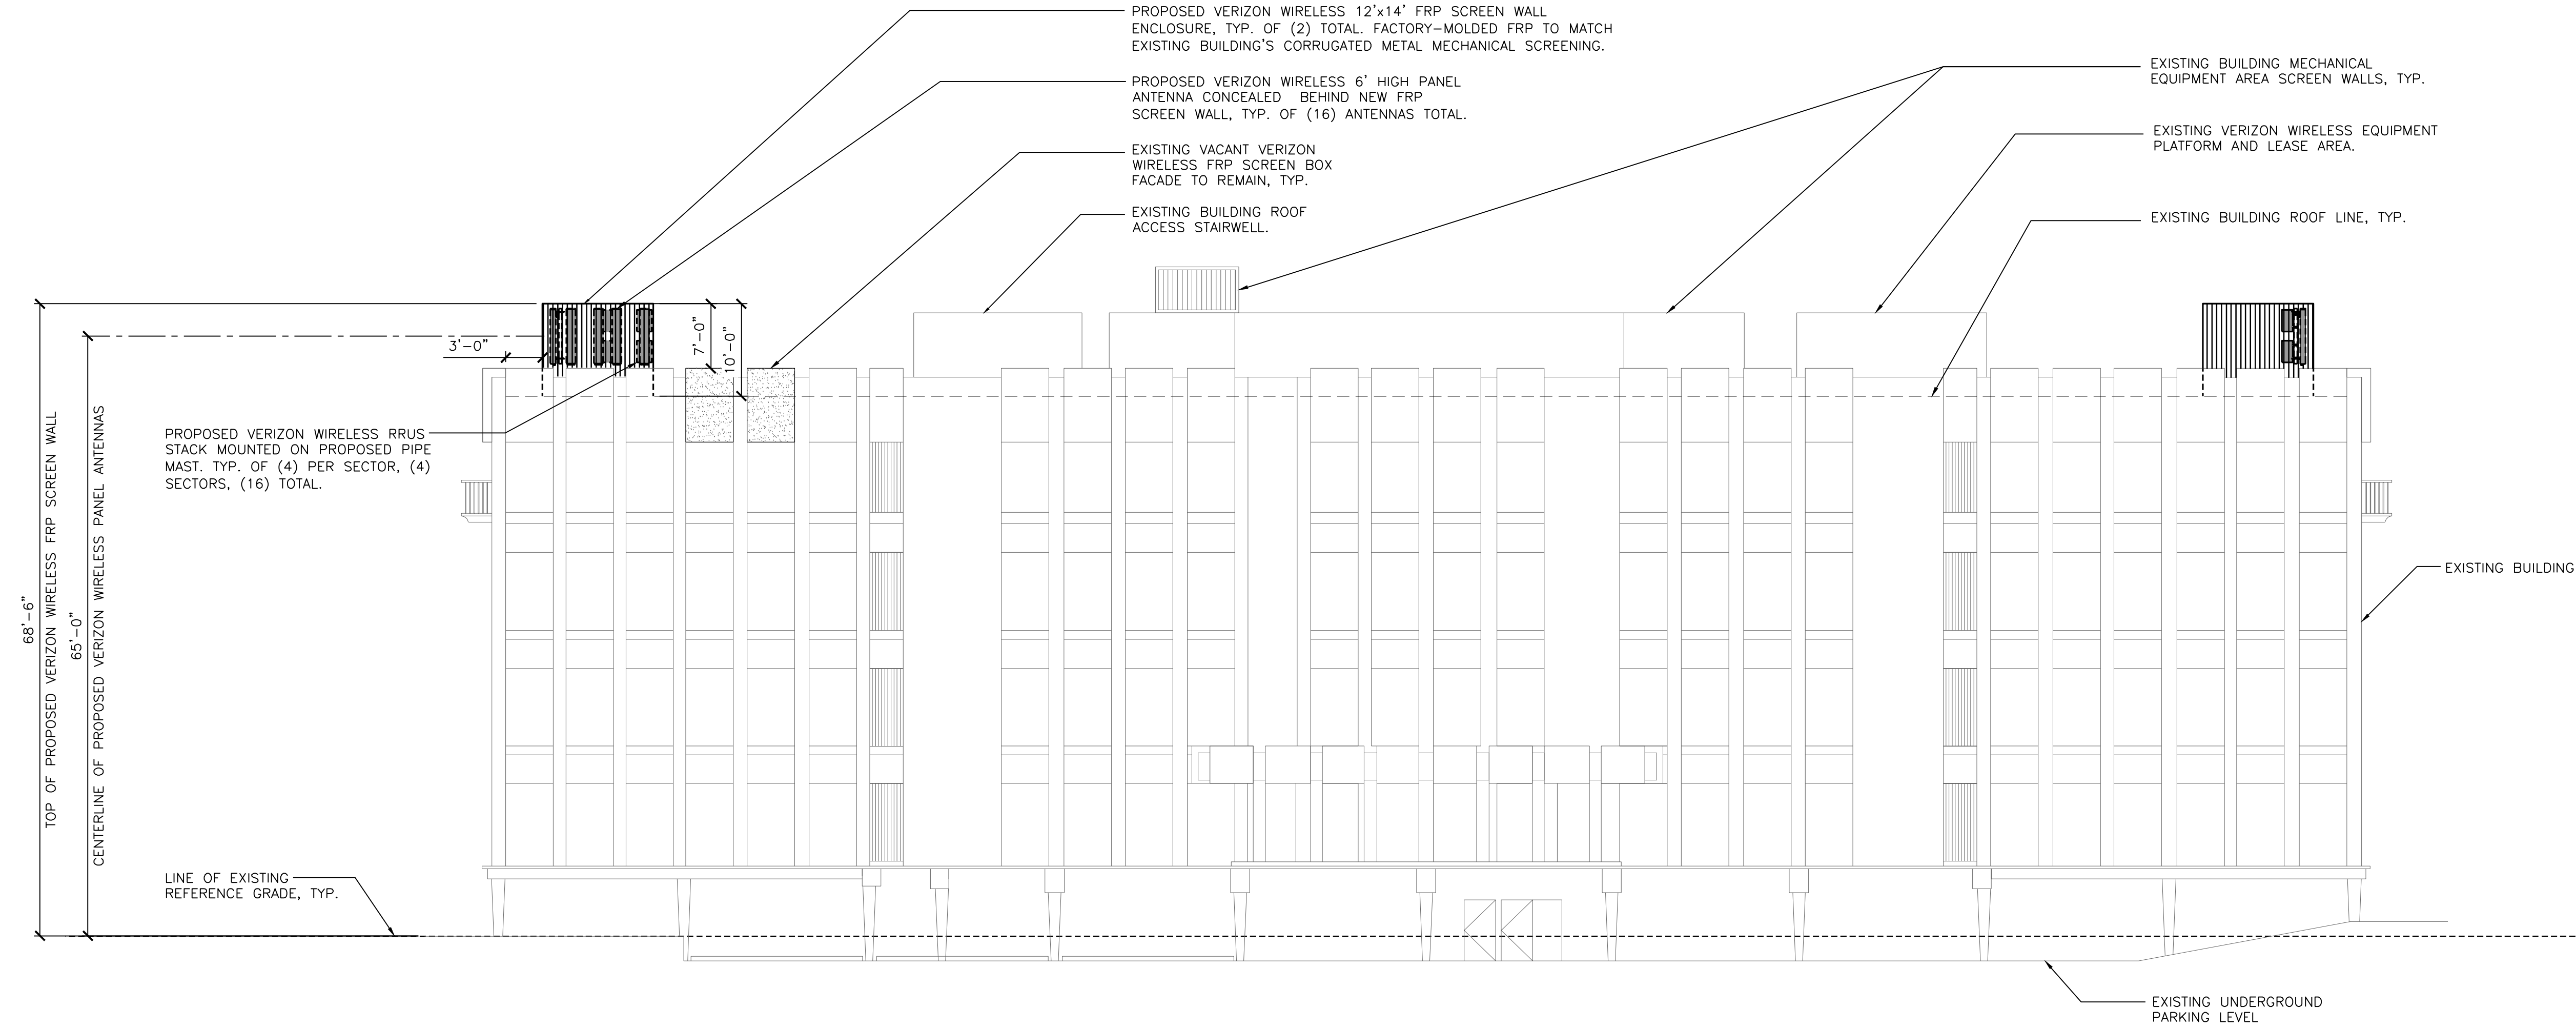 PROPOSED VERIZON WIRELESS 12'x14' FRP SCREEN WALL
ENCLOSURE, TYP. OF (2) TOTAL. FACTORY-MOLDED FRP TO MATCH
EXISTING BUILDING'S CORRUGATED METAL MECHANICAL SCREENING.
PROPOSED VERIZON WIRELESS 6' HIGH PANEL
ANTENNA CONCEALED BEHIND NEW FRP
SCREEN WALL, TYP. OF (16) ANTENNAS TOTAL.
EXISTING VACANT VERIZON
WIRELESS FRP SCREEN BOX
FACADE TO REMAIN, TYP.
EXISTING BUILDING ROOF
ACCESS STAIRWELL.
EXISTING BUILDING MECHANICAL
EQUIPMENT AREA SCREEN WALLS, TYP.
EXISTING VERIZON WIRELESS EQUIPMENT
PLATFORM AND LEASE AREA.
EXISTING BUILDING ROOF LINE, TYP.
3'-0"
7'-0"
10'-0"
PROPOSED VERIZON WIRELESS RRUS
STACK MOUNTED ON PROPOSED PIPE
MAST. TYP. OF (4) PER SECTOR, (4)
SECTORS, (16) TOTAL.
68'-6"
TOP OF PROPOSED VERIZON WIRELESS FRP SCREEN WALL
65'-0"
CENTERLINE OF PROPOSED VERIZON WIRELESS PANEL ANTENNAS
EXISTING BUILDING
LINE OF EXISTING
REFERENCE GRADE, TYP.
EXISTING UNDERGROUND
PARKING LEVEL